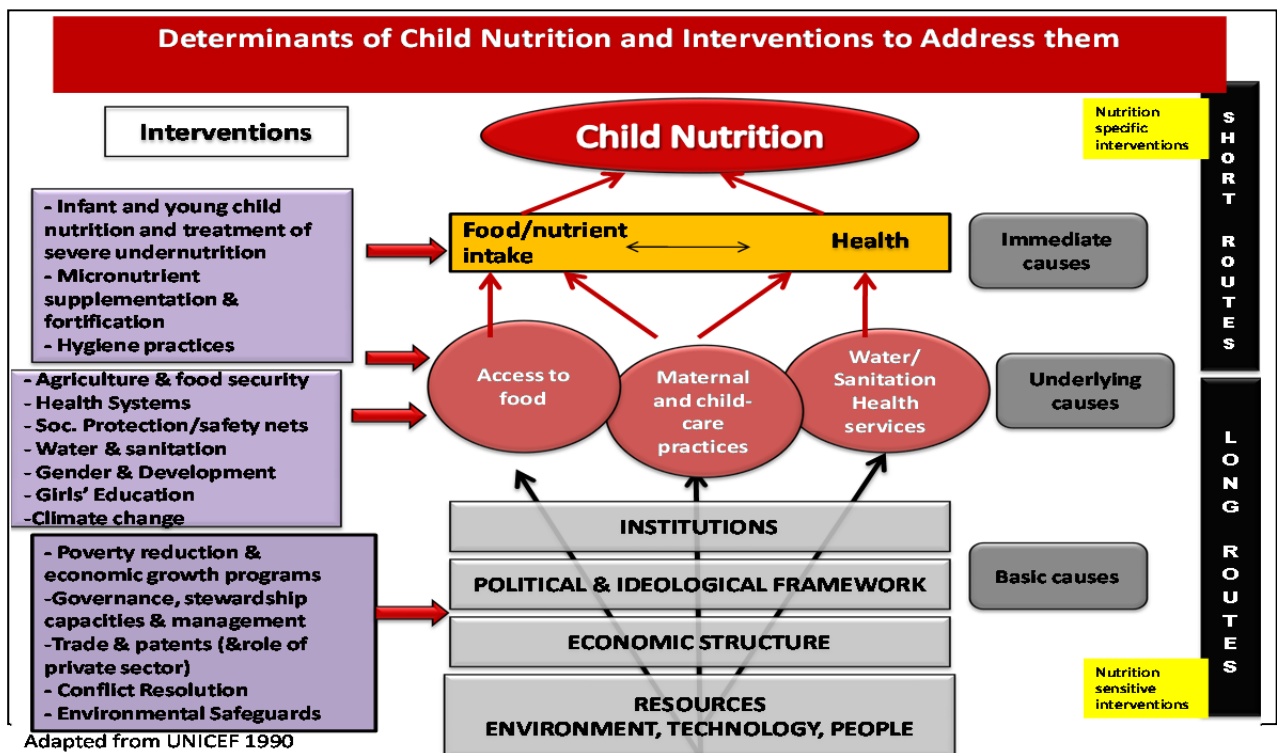 Determinants of Child Nutrition and Interventions to Address them
Interventions
Child Nutrition
Nutrition
specific
interventions
SHORT ROUTES
- Infant and young child
nutrition and treatment of
severe undernutrition
- Micronutrient
supplementation &
fortification
- Hygiene practices
Food/nutrient
intake
Health
Immediate
causes
- Agriculture & food security
- Health Systems
- Soc. Protection/safety nets
- Water & sanitation
- Gender & Development
- Girls' Education
-Climate change
Access to
food
Maternal
and child-
care
practices
Water/
Sanitation
Health
services
Underlying
causes
LONG ROUTES
- Poverty reduction &
economic growth programs
-Governance, stewardship
capacities & management
-Trade & patents (&role of
private sector)
- Conflict Resolution
- Environmental Safeguards
INSTITUTIONS
POLITICAL & IDEOLOGICAL FRAMEWORK
ECONOMIC STRUCTURE
RESOURCES
ENVIRONMENT, TECHNOLOGY, PEOPLE
Basic causes
Nutrition
sensitive
interventions
Adapted from UNICEF 1990